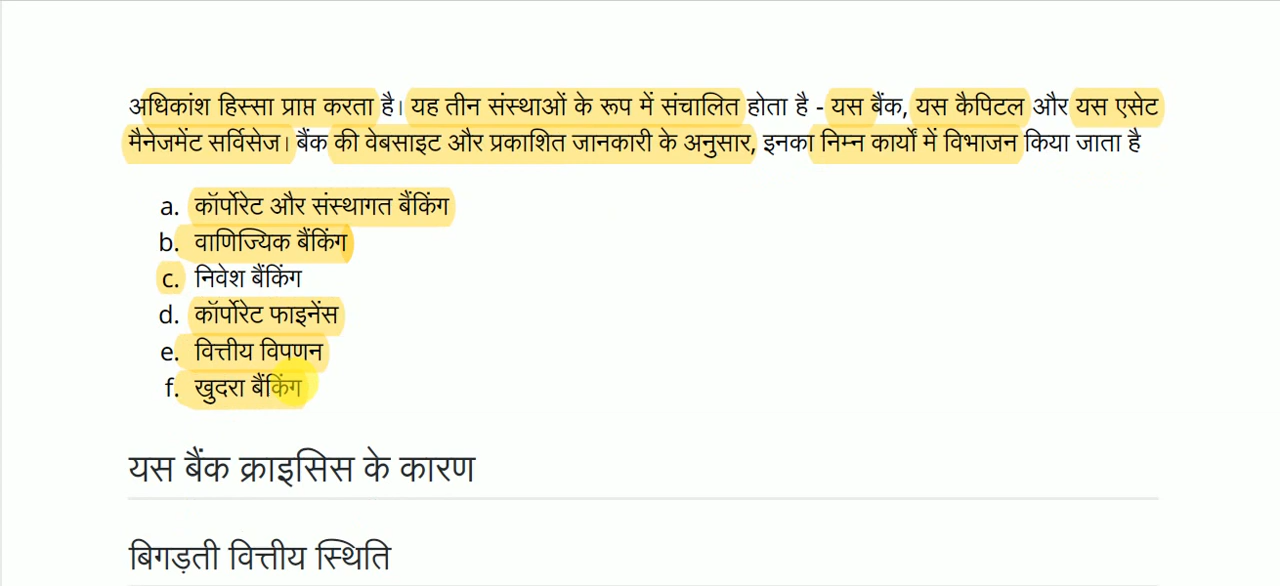 अधिकांश हिस्सा प्राप्त करता है। यह तीन संस्थाओं के रूप में संचालित होता है - यस बैंक, यस कैपिटल और यस एसेट
मैनेजमेंट सर्विसेज। बैंक की वेबसाइट और प्रकाशित जानकारी के अनुसार, इनका निम्न कार्यों में विभाजन किया जाता है
a. कॉर्पोरेट और संस्थागत बैंकिंग
b. वाणिज्यिक बैंकिंग
c. निवेश बैंकिंग
d. कॉर्पोरेट फाइनेंस
e. वित्तीय विपणन
f. खुदरा बैंकिंग
यस बैंक क्राइसिस के कारण
बिगड़ती वित्तीय स्थिति